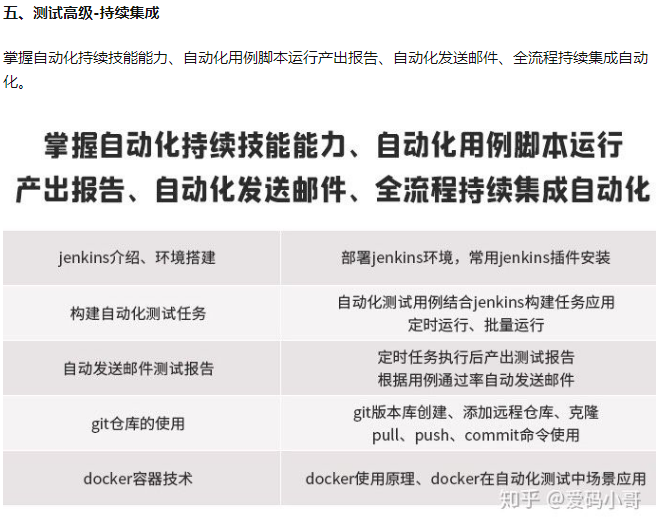 五、测试高级-持续集成
掌握自动化持续技能能力、自动化用例脚本运行产出报告、自动化发送邮件、全流程持续集成自动
化。
掌握自动化持续技能能力、自动化用例脚本运行
产出报告、自动化发送邮件、全流程持续集成自动化
jenkins介绍、环境搭建
部署jenkins环境，常用jenkins插件安装
构建自动化测试任务
自动化测试用例结合jenkins构建任务应用
定时运行、批量运行
自动发送邮件测试报告
定时任务执行后产出测试报告
根据用例通过率自动发送邮件
git仓库的使用
git版本库创建、添加远程仓库、克隆
pull、push、commit命令使用
docker容器技术
docker使用原理、docker在自动化测试中场景应用
知乎 @爱码小哥